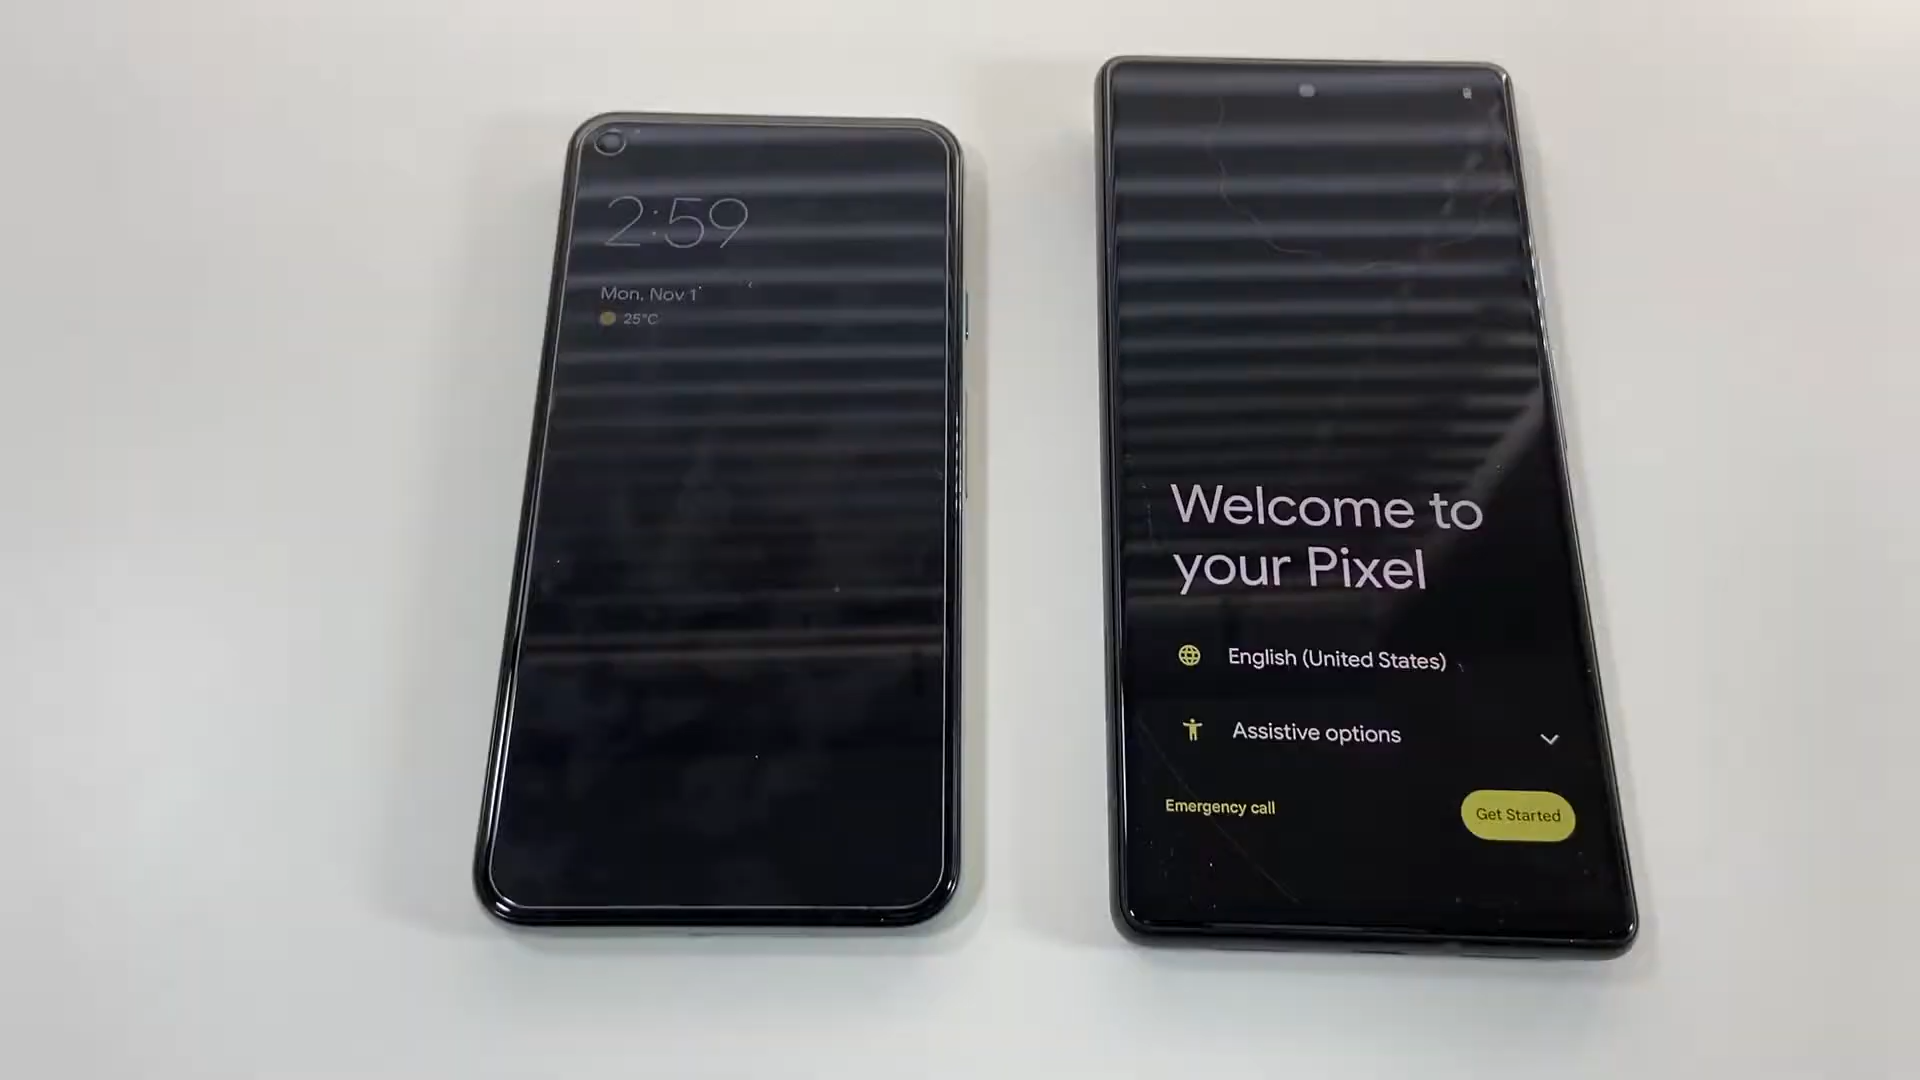 2:59
Mon, Nov 1
25°C
Welcome to
your Pixel
English (United States)
Assistive options
Emergency call
Get Started